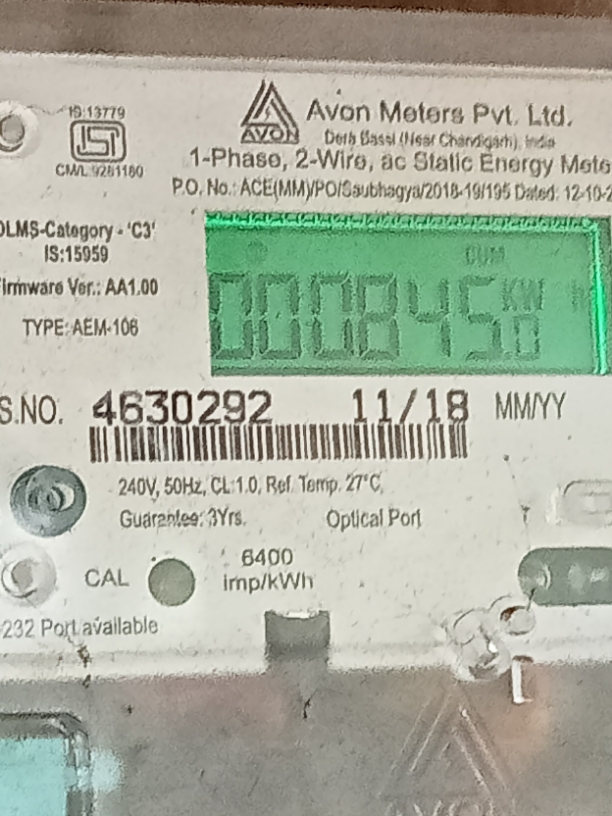 IS:13779
CM/L 9261160
AVON
Avon Meters Pvt. Ltd.
Dera Bassi (Near Chandigarh), India
1-Phase, 2-Wire, ac Static Energy Mete
P.O. No.: ACE(MM)/PO/Saubhagya/2018-19/195 Dated: 12-10-2
DLMS-Category - 'C3'
IS:15959
Firmware Ver.: AA1.00
TYPE: AEM-106
CUM
000845.0 KW h
S.NO. 4630292 11/18 MM/YY
240V, 50Hz, CL:1.0, Ref. Temp. 27°C,
Guarantee: 3Yrs. Optical Port
CAL 6400
imp/kWh
232 Port available
AVON